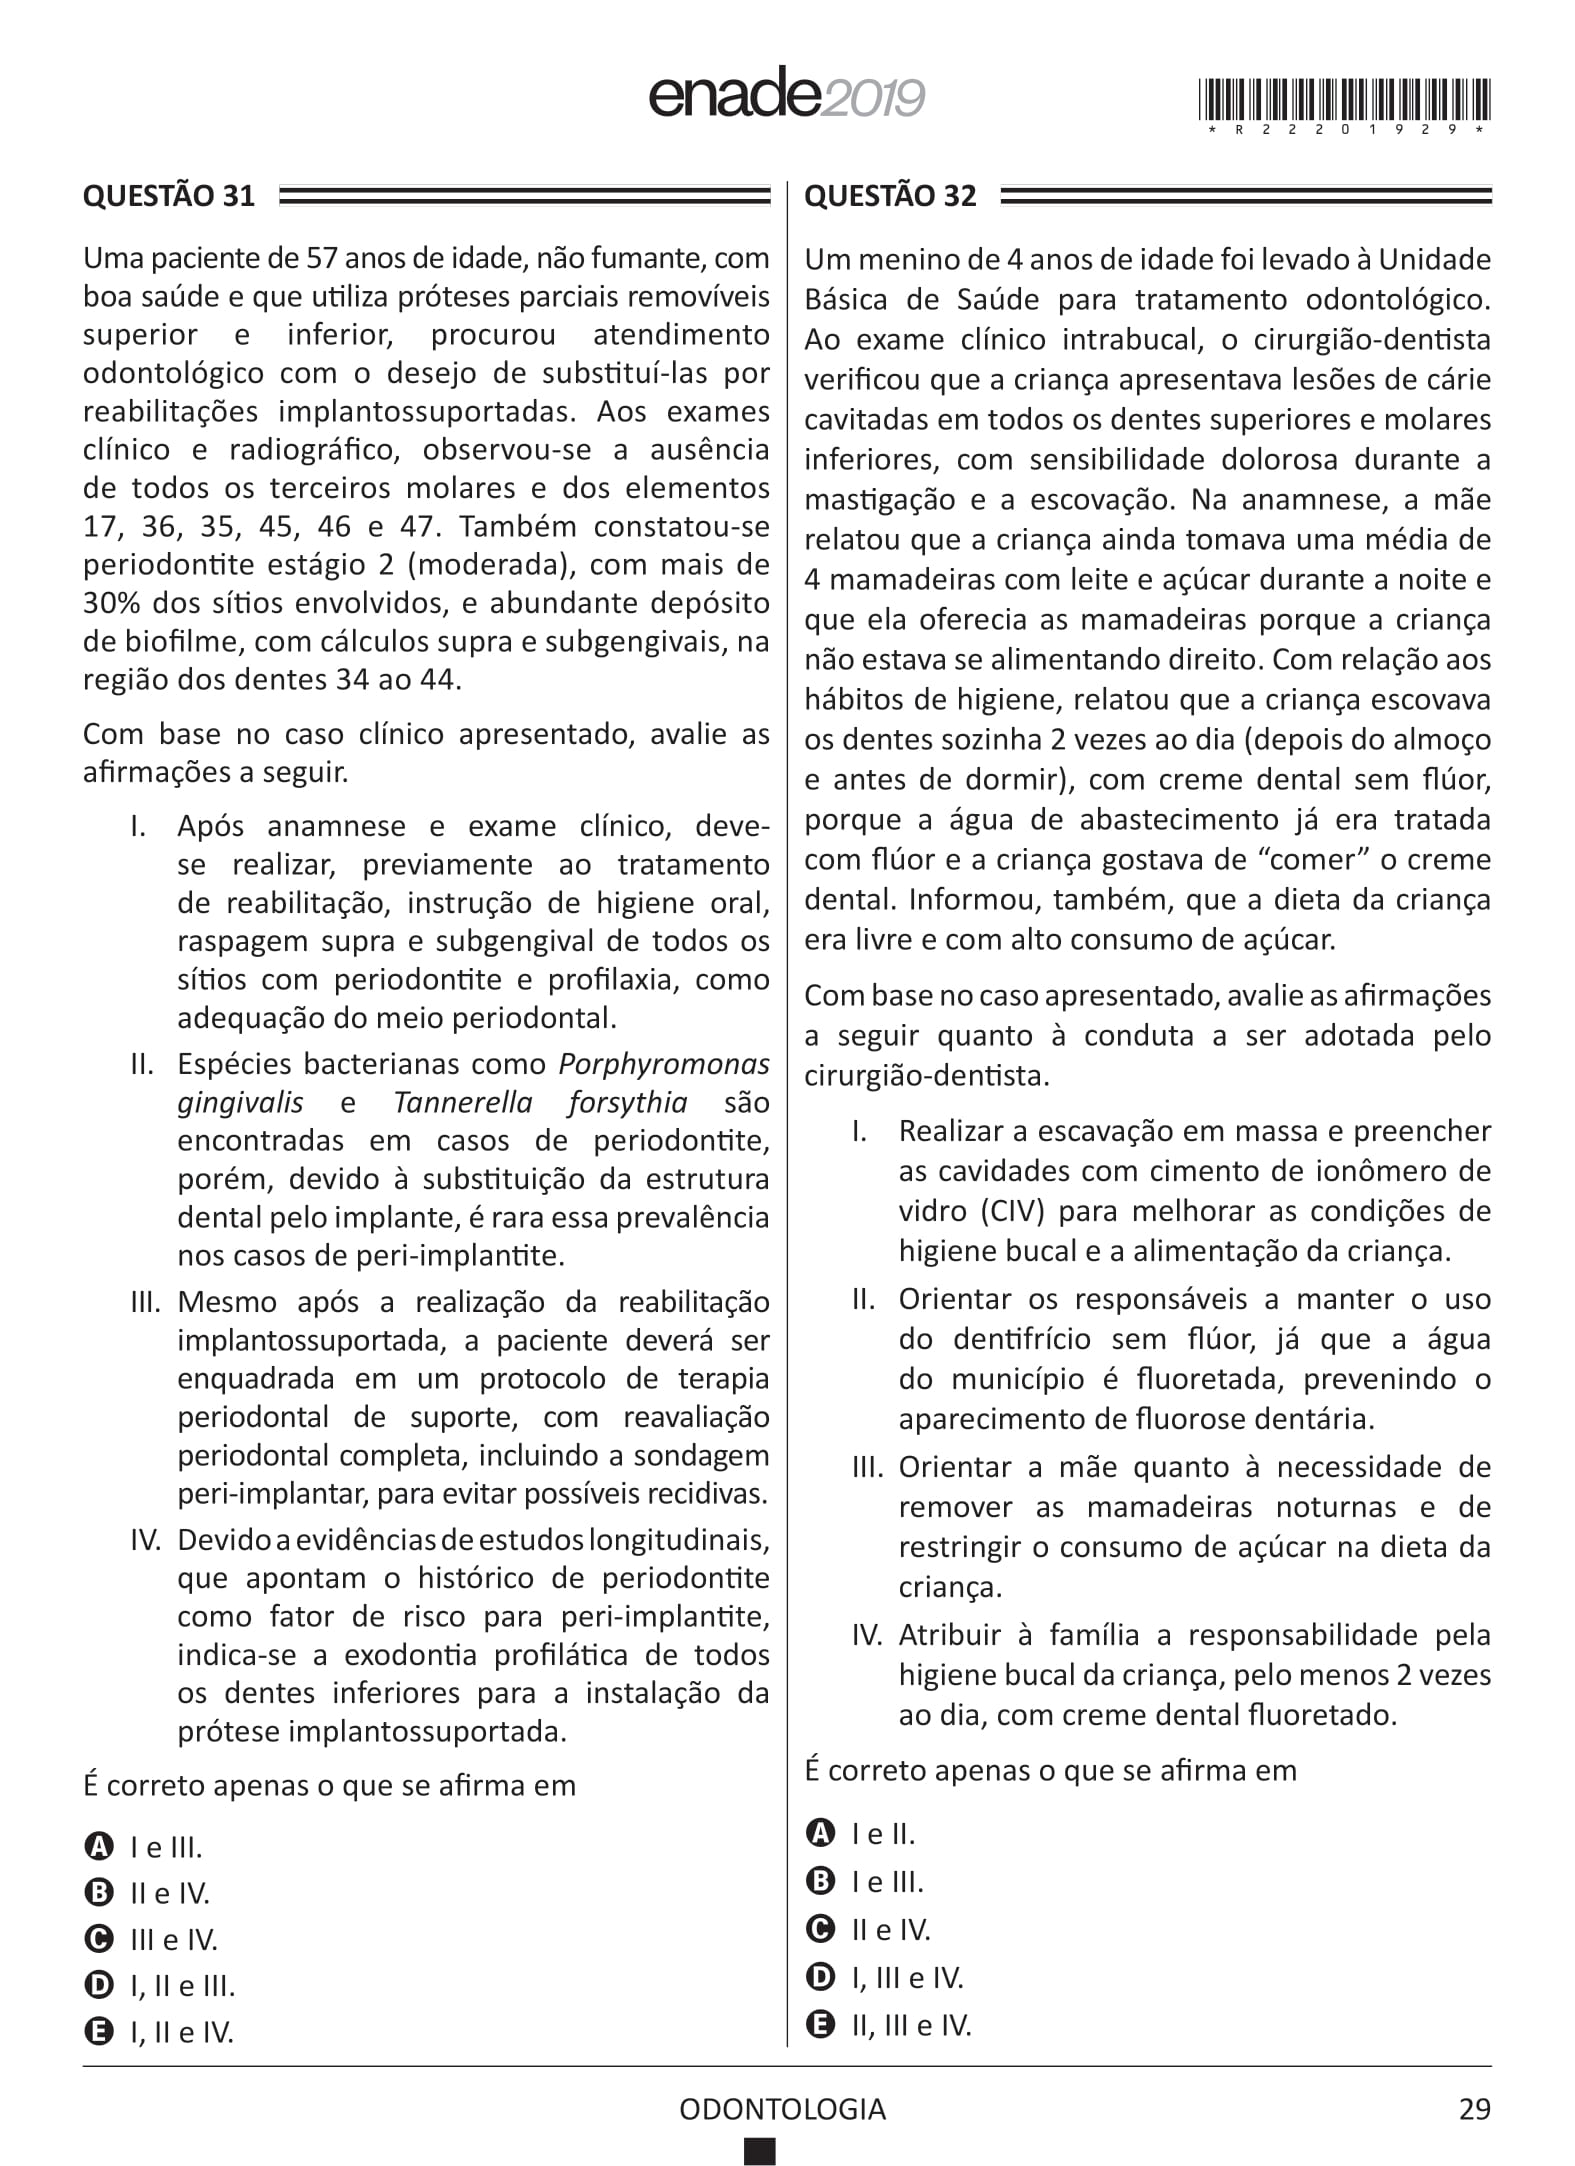 enade2019
*R22201929*
QUESTÃO 31
Uma paciente de 57 anos de idade, não fumante, com
boa saúde e que utiliza próteses parciais removíveis
superior e inferior, procurou atendimento
odontológico com o desejo de substituí-las por
reabilitações implantossuportadas. Aos exames
clínico e radiográfico, observou-se a ausência
de todos os terceiros molares e dos elementos
17, 36, 35, 45, 46 e 47. Também constatou-se
periodontite estágio 2 (moderada), com mais de
30% dos sítios envolvidos, e abundante depósito
de biofilme, com cálculos supra e subgengivais, na
região dos dentes 34 ao 44.
Com base no caso clínico apresentado, avalie as
afirmações a seguir.
I. Após anamnese e exame clínico, deve-
se realizar, previamente ao tratamento
de reabilitação, instrução de higiene oral,
raspagem supra e subgengival de todos os
sítios com periodontite e profilaxia, como
adequação do meio periodontal.
II. Espécies bacterianas como Porphyromonas
gingivalis e Tannerella forsythia são
encontradas em casos de periodontite,
porém, devido à substituição da estrutura
dental pelo implante, é rara essa prevalência
nos casos de peri-implantite.
III. Mesmo após a realização da reabilitação
implantossuportada, a paciente deverá ser
enquadrada em um protocolo de terapia
periodontal de suporte, com reavaliação
periodontal completa, incluindo a sondagem
peri-implantar, para evitar possíveis recidivas.
IV. Devido a evidências de estudos longitudinais,
que apontam o histórico de periodontite
como fator de risco para peri-implantite,
indica-se a exodontia profilática de todos
os dentes inferiores para a instalação da
prótese implantossuportada.
É correto apenas o que se afirma em
A I e III.
B II e IV.
C III e IV.
D I, II e III.
E I, II e IV.
QUESTÃO 32
Um menino de 4 anos de idade foi levado à Unidade
Básica de Saúde para tratamento odontológico.
Ao exame clínico intrabucal, o cirurgião-dentista
verificou que a criança apresentava lesões de cárie
cavitadas em todos os dentes superiores e molares
inferiores, com sensibilidade dolorosa durante a
mastigação e a escovação. Na anamnese, a mãe
relatou que a criança ainda tomava uma média de
4 mamadeiras com leite e açúcar durante a noite e
que ela oferecia as mamadeiras porque a criança
não estava se alimentando direito. Com relação aos
hábitos de higiene, relatou que a criança escovava
os dentes sozinha 2 vezes ao dia (depois do almoço
e antes de dormir), com creme dental sem flúor,
porque a água de abastecimento já era tratada
com flúor e a criança gostava de “comer” o creme
dental. Informou, também, que a dieta da criança
era livre e com alto consumo de açúcar.
Com base no caso apresentado, avalie as afirmações
a seguir quanto à conduta a ser adotada pelo
cirurgião-dentista.
I. Realizar a escavação em massa e preencher
as cavidades com cimento de ionômero de
vidro (CIV) para melhorar as condições de
higiene bucal e a alimentação da criança.
II. Orientar os responsáveis a manter o uso
do dentifrício sem flúor, já que a água
do município é fluoretada, prevenindo o
aparecimento de fluorose dentária.
III. Orientar a mãe quanto à necessidade de
remover as mamadeiras noturnas e de
restringir o consumo de açúcar na dieta da
criança.
IV. Atribuir à família a responsabilidade pela
higiene bucal da criança, pelo menos 2 vezes
ao dia, com creme dental fluoretado.
É correto apenas o que se afirma em
A I e II.
B I e III.
C II e IV.
D I, III e IV.
E II, III e IV.
ODONTOLOGIA
29